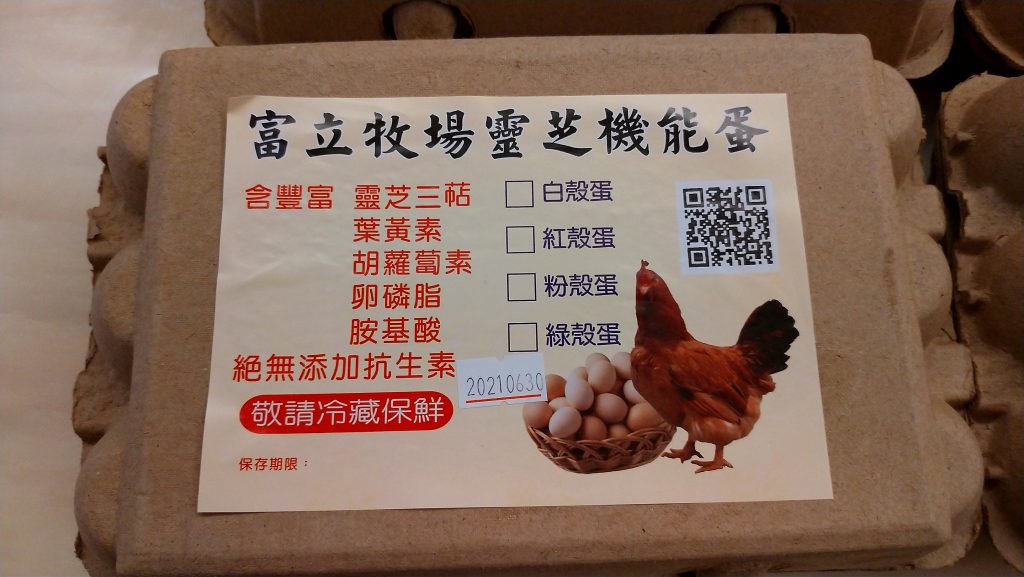 富立牧場靈芝機能蛋
含豐富 靈芝三萜
葉黃素
胡蘿蔔素
卵磷脂
胺基酸
絕無添加抗生素
敬請冷藏保鮮
保存期限：
20210630
白殼蛋
紅殼蛋
粉殼蛋
綠殼蛋